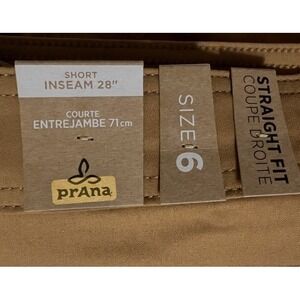 SHORT
INSEAM 28"
COURTE
ENTREJAMBE 71cm
prAna
SIZE 6
STRAIGHT FIT
COUPE DROITE